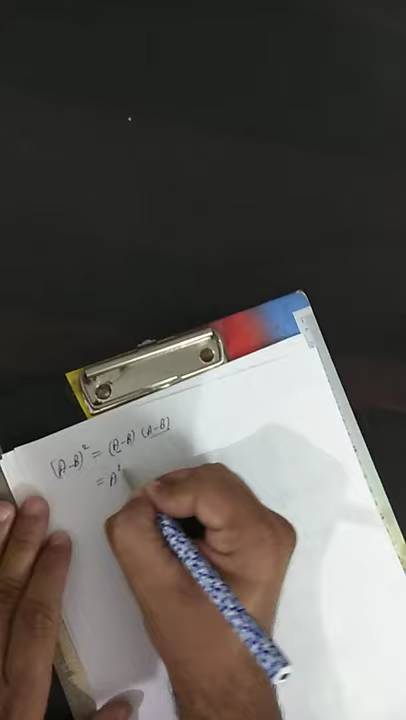 (A-B)² = (A-B) (A-B)
= A²